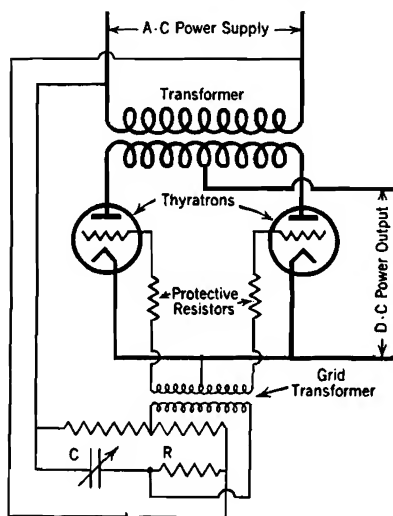 A-C Power Supply
Transformer
Thyratrons
Protective
Resistors
D-C Power Output
Grid
Transformer
C
R